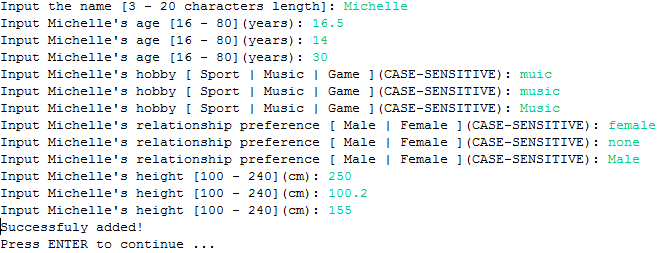 Input the name [3 - 20 characters length]: Michelle
Input Michelle's age [16 - 80](years): 16.5
Input Michelle's age [16 - 80](years): 14
Input Michelle's age [16 - 80](years): 30
Input Michelle's hobby [ Sport | Music | Game ](CASE-SENSITIVE): muic
Input Michelle's hobby [ Sport | Music | Game ](CASE-SENSITIVE): music
Input Michelle's hobby [ Sport | Music | Game ](CASE-SENSITIVE): Music
Input Michelle's relationship preference [ Male | Female ](CASE-SENSITIVE): female
Input Michelle's relationship preference [ Male | Female ](CASE-SENSITIVE): none
Input Michelle's relationship preference [ Male | Female ](CASE-SENSITIVE): Male
Input Michelle's height [100 - 240](cm): 250
Input Michelle's height [100 - 240](cm): 100.2
Input Michelle's height [100 - 240](cm): 155
Successfuly added!
Press ENTER to continue ...